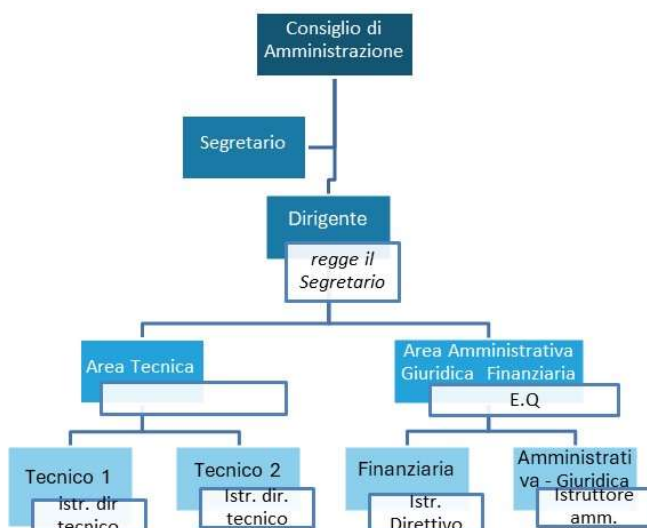 Consiglio di
Amministrazione
Segretario
Dirigente
regge il
Segretario
Area Tecnica
Area Amministrativa
Giuridica Finanziaria
E.Q
Tecnico 1
istr. dir
tecnico
Tecnico 2
Istr. dir.
tecnico
Finanziaria
Istr.
Direttivo
Amministrati
va - Giuridica
Istruttore
amm.